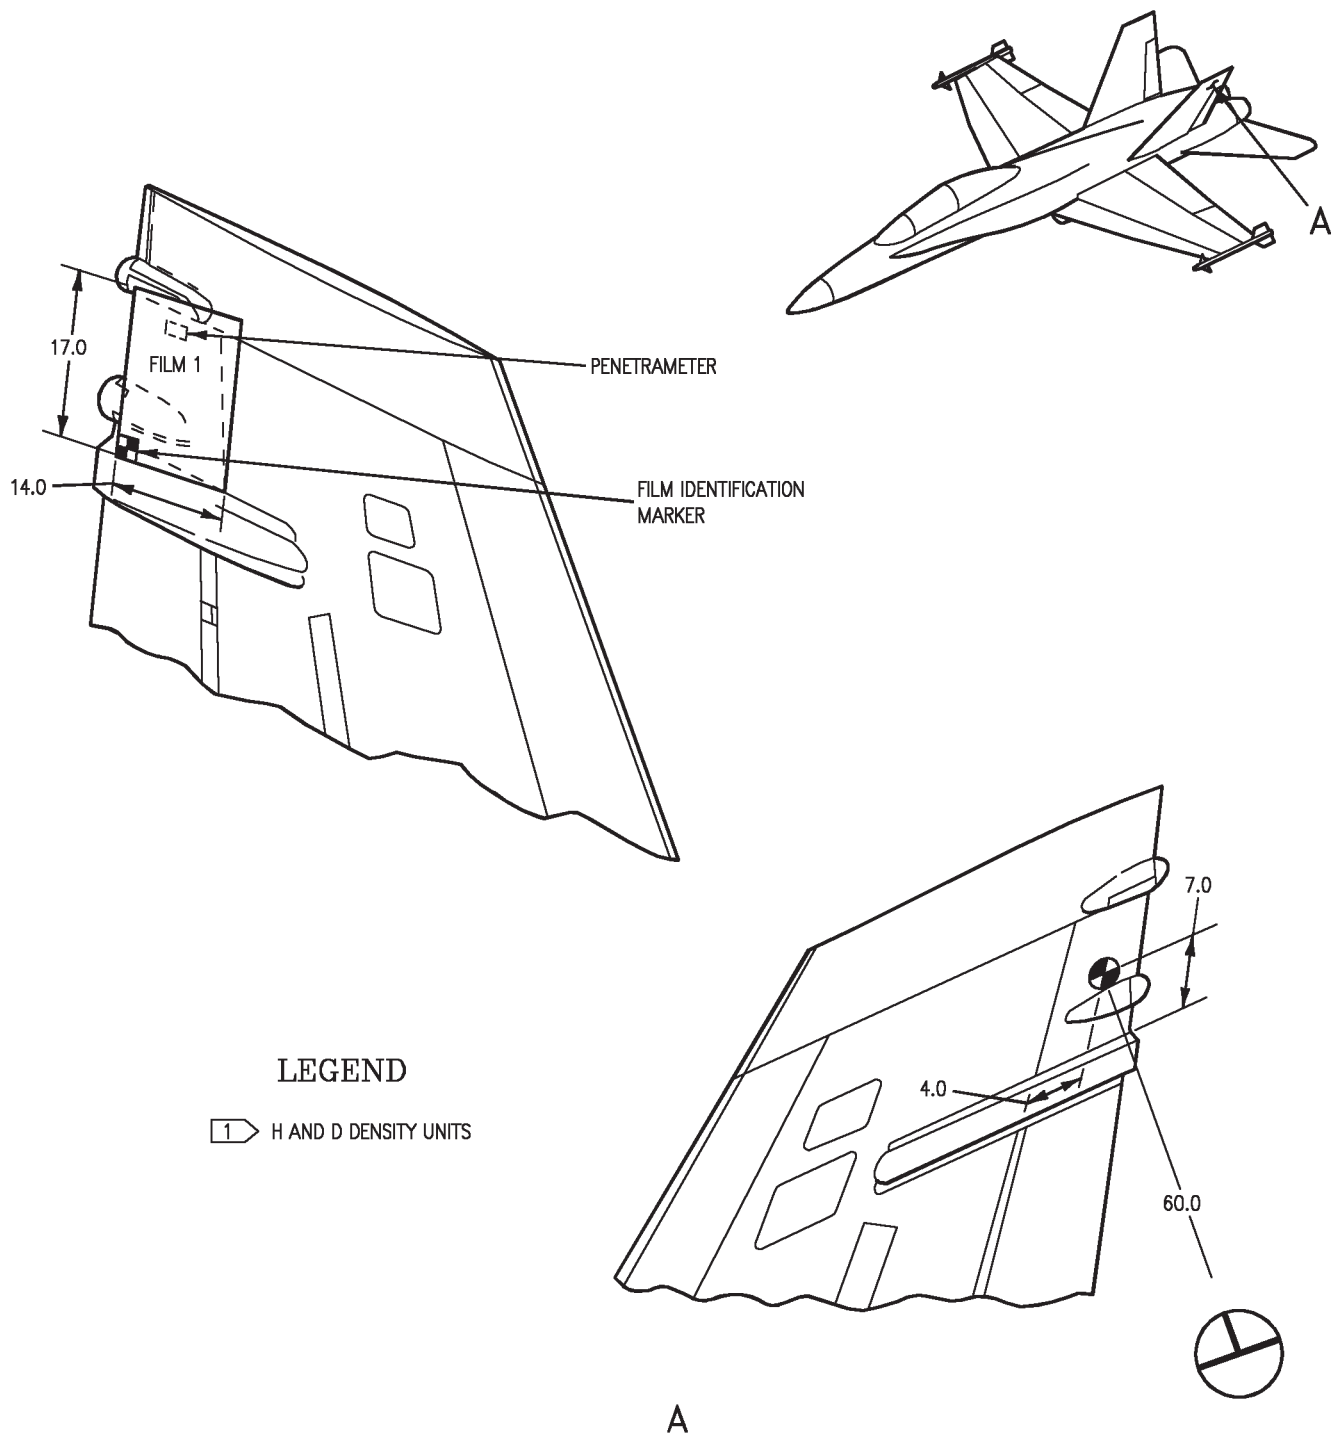 A
17.0
FILM 1
PENETRAMETER
14.0
FILM IDENTIFICATION
MARKER
7.0
4.0
LEGEND
1 H AND D DENSITY UNITS
60.0
A